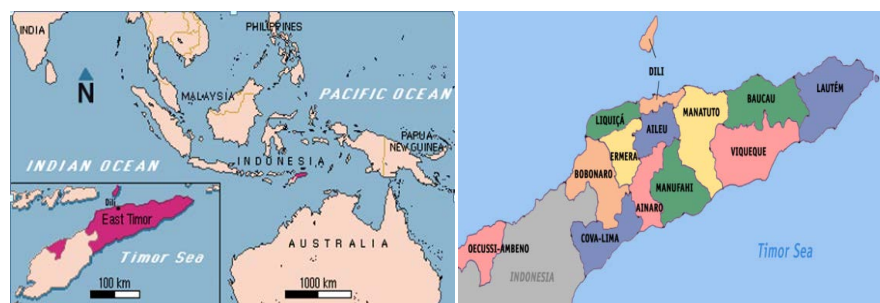 INDIA
PHILIPPINES
N
MALAYSIA
PACIFIC OCEAN
PAPUA
NEW GUINEA
INDONESIA
INDIAN OCEAN
Dili
East Timor
Timor Sea
100 km
AUSTRALIA
1000 km
DILI
LIQUIÇÁ
AILEU
MANATUTO
BAUCAU
LAUTÉM
ERMERA
VIQUEQUE
BOBONARO
MANUFAHI
AINARO
COVA-LIMA
OECUSSI-AMBENO
INDONESIA
Timor Sea